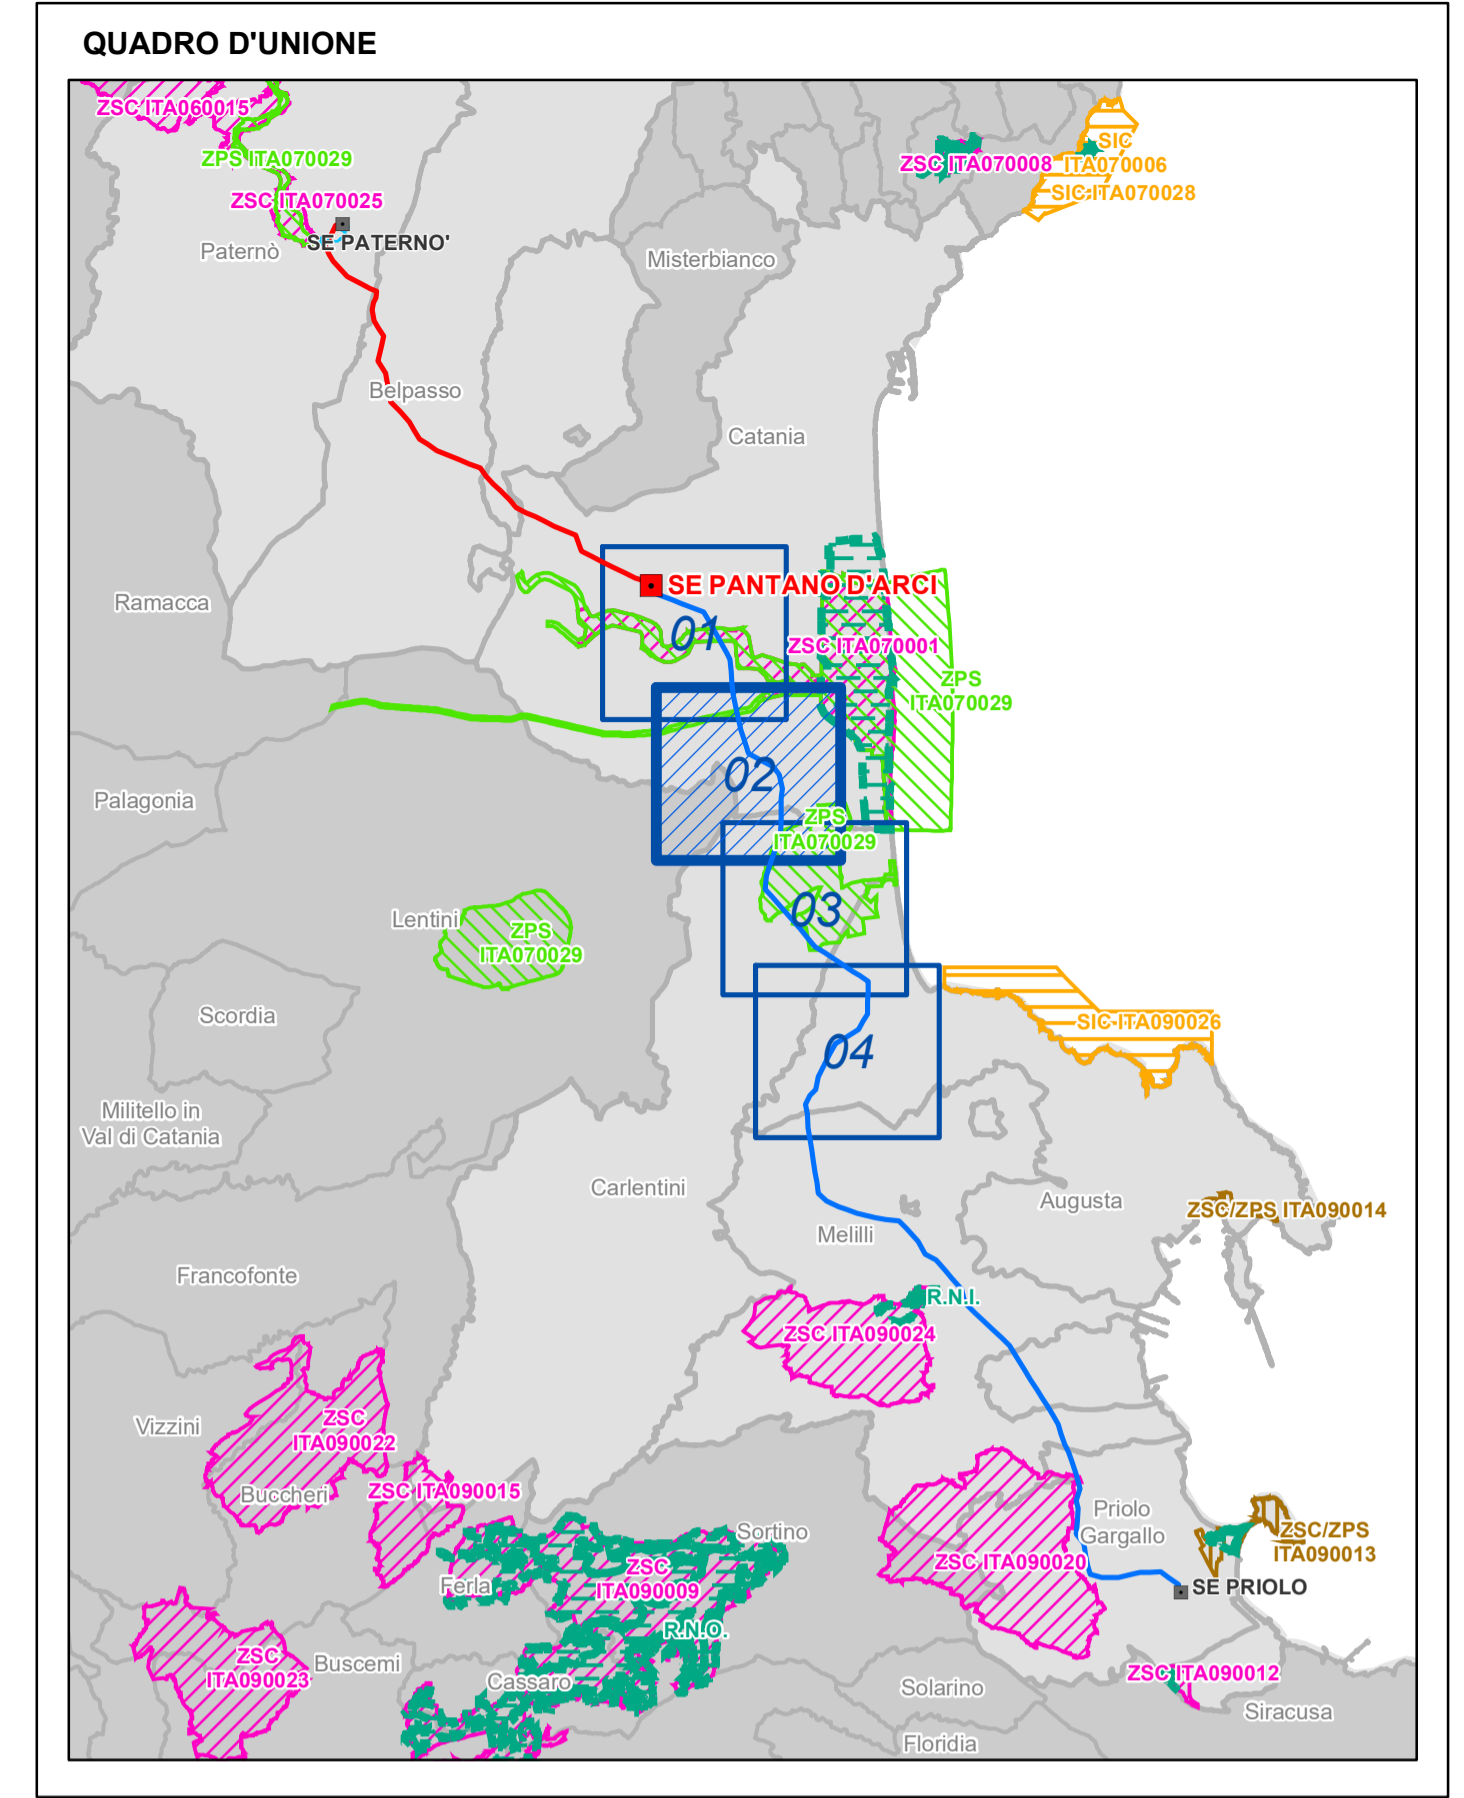 QUADRO D'UNIONE
ZSC ITA060015
ZPS ITA070029
ZSC ITA070025
SE PATERNO'
Paternò
ZSC ITA070008
SIC
ITA070006
SIC ITA070028
Misterbianco
Belpasso
Catania
Ramacca
SE PANTANO D'ARCI
01
ZSC ITA070001
ZPS
ITA070029
02
Palagonia
ZPS
ITA070029
03
Lentini
ZPS
ITA070029
Scordia
SIC ITA090026
04
Militello in
Val di Catania
Carlentini
Augusta
ZSC/ZPS ITA090014
Melilli
Francofonte
R.N.I.
ZSC ITA090024
Vizzini
ZSC
ITA090022
Buccheri
ZSC ITA090015
Priolo
Gargallo
Sortino
ZSC/ZPS
ITA090013
ZSC ITA090020
Ferla
ZSC
ITA090009
SE PRIOLO
R.N.O.
ZSC
ITA090023
Buscemi
Cassaro
ZSC ITA090012
Solarino
Siracusa
Floridia